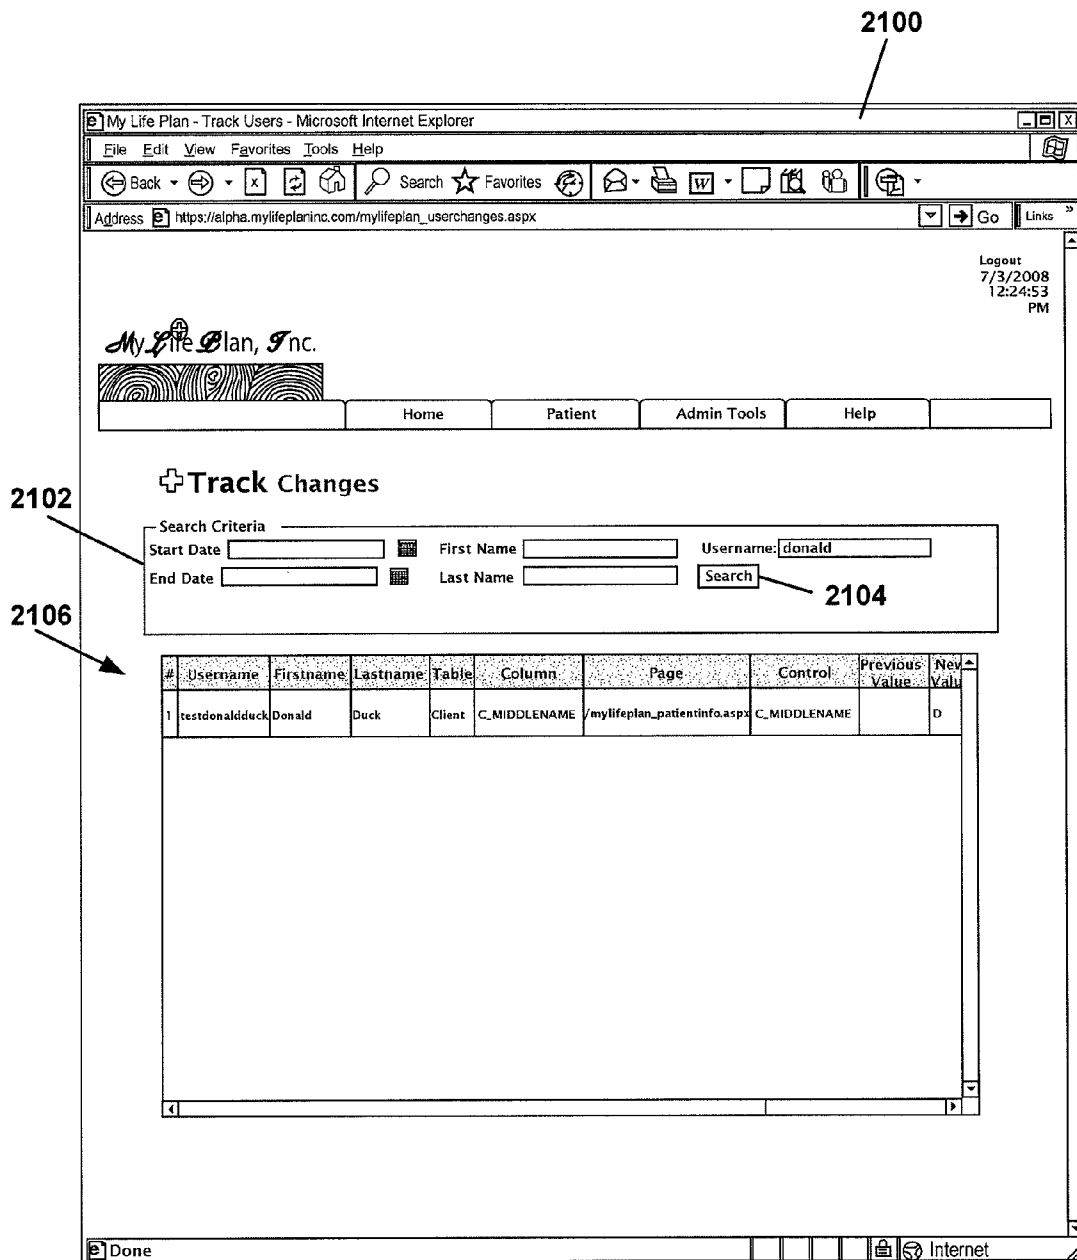 2100
My Life Plan - Track Users - Microsoft Internet Explorer
File Edit View Favorites Tools Help
Back Search Favorites
Address https://alpha.mylifeplaninc.com/mylifeplan_userchanges.aspx Go Links »
Logout
7/3/2008
12:24:53
PM
My Life Plan, Inc.
Home Patient Admin Tools Help
Track Changes
2102
Search Criteria
Start Date First Name Username: donald
End Date Last Name Search
2104
2106
# Username Firstname Lastname Table Column Page Control Previous Value New Valu
1 testdonaldduck Donald Duck Client C_MIDDLENAME /mylifeplan_patientinfo.aspx C_MIDDLENAME D
Done Internet